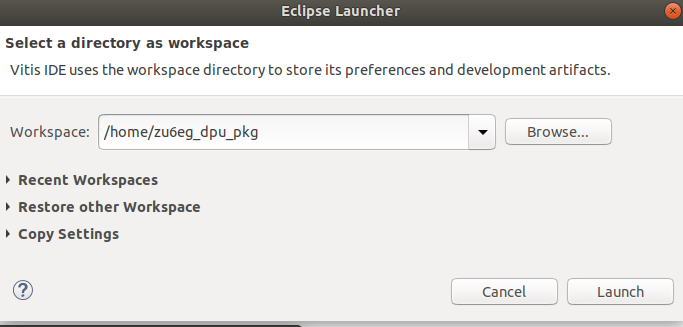 Eclipse Launcher
Select a directory as workspace
Vitis IDE uses the workspace directory to store its preferences and development artifacts.
Workspace: /home/zu6eg_dpu_pkg Browse...
Recent Workspaces
Restore other Workspace
Copy Settings
? Cancel Launch